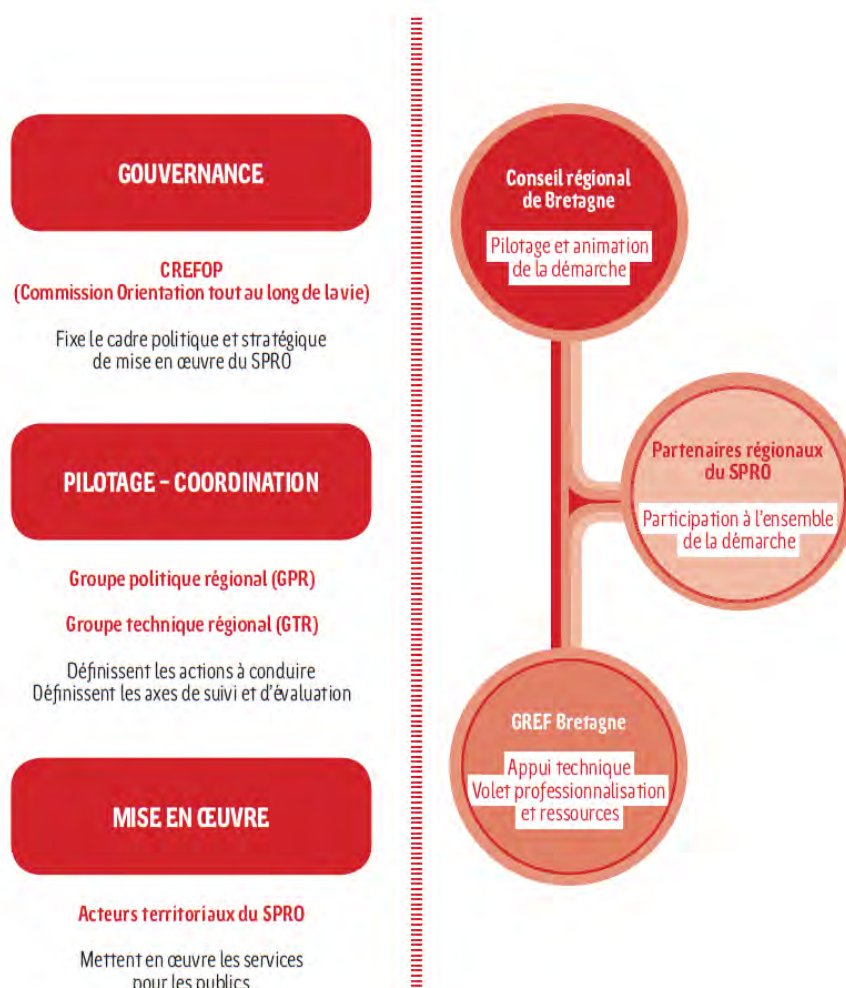 GOUVERNANCE
CREFOP
(Commission Orientation tout au long de la vie)
Fixe le cadre politique et stratégique
de mise en œuvre du SPRO
PILOTAGE – COORDINATION
Groupe politique régional (GPR)
Groupe technique régional (GTR)
Définissent les actions à conduire
Définissent les axes de suivi et d'évaluation
MISE EN ŒUVRE
Acteurs territoriaux du SPRO
Mettent en œuvre les services
pour les publics
Conseil régional
de Bretagne
Pilotage et animation
de la démarche
Partenaires régionaux
du SPRO
Participation à l'ensemble
de la démarche
GREF Bretagne
Appui technique
Volet professionnalisation
et ressources